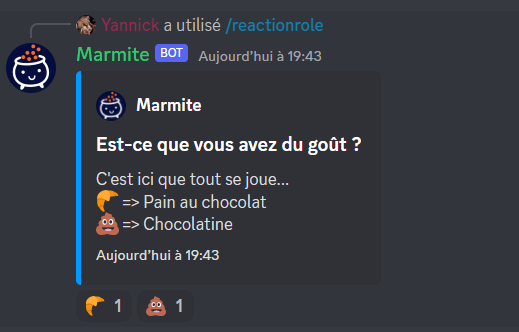 Yannick a utilisé /reactionrole
Marmite BOT Aujourd'hui à 19:43
Marmite
Est-ce que vous avez du goût ?
C'est ici que tout se joue...
🥐 => Pain au chocolat
💩 => Chocolatine
Aujourd'hui à 19:43
🥐 1 💩 1